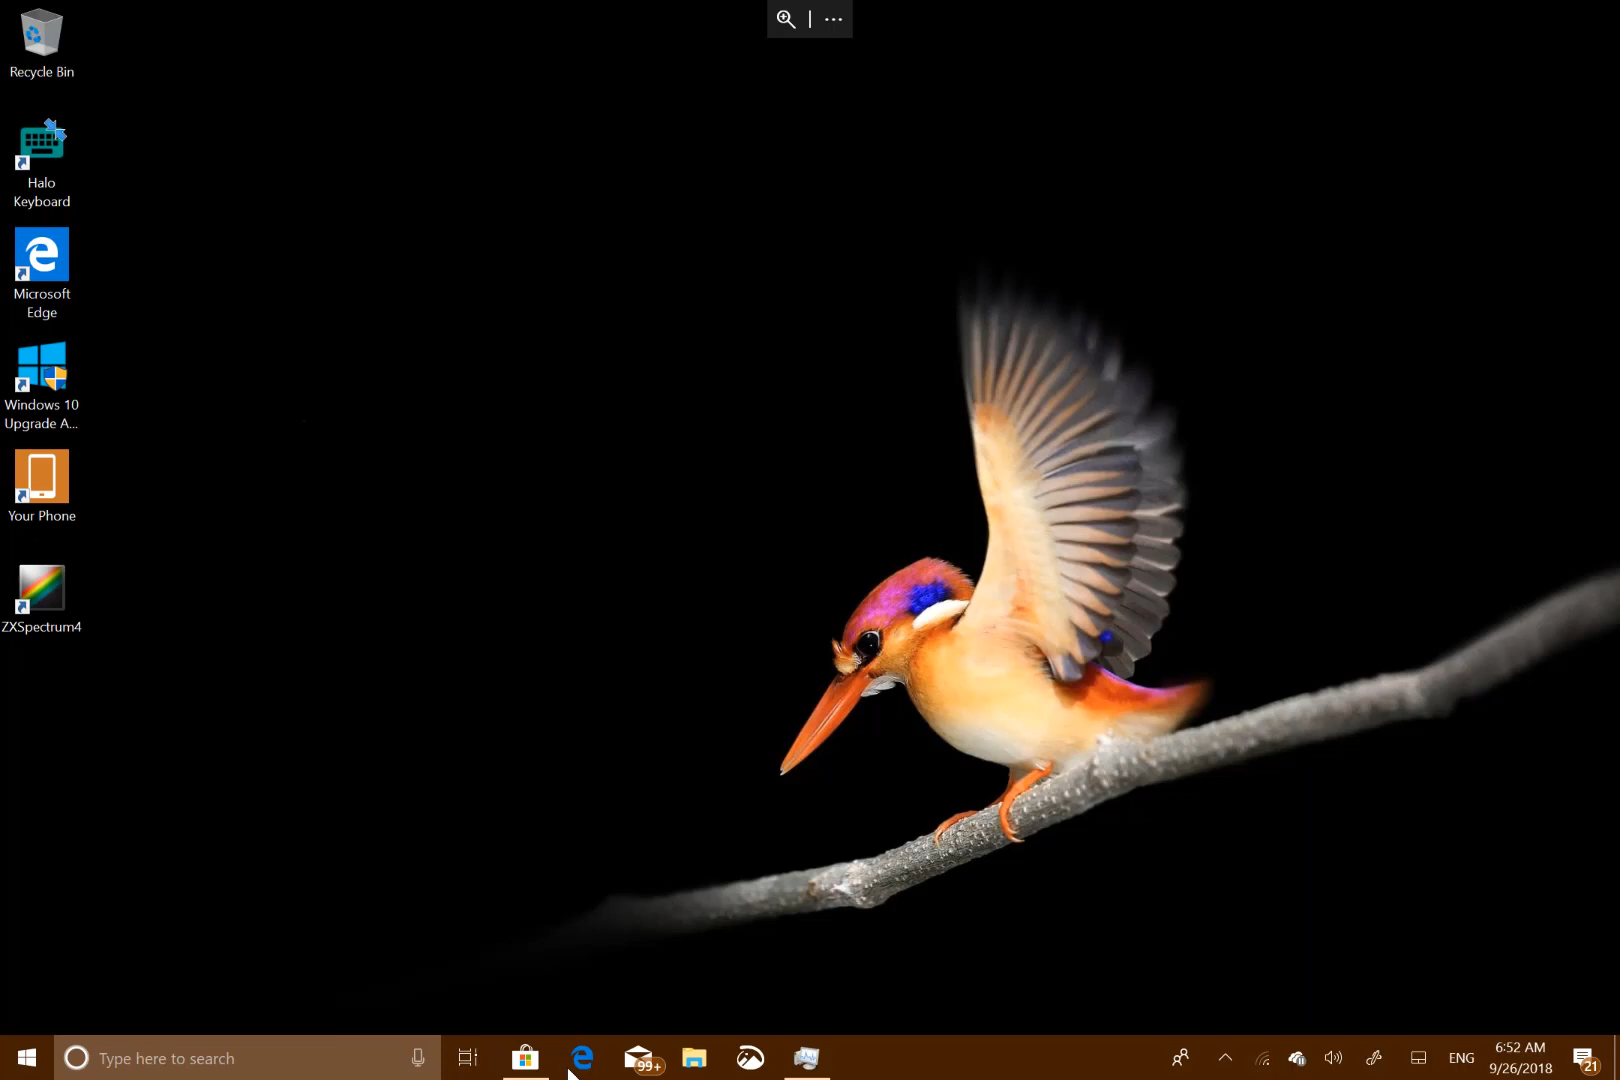 Recycle Bin
Halo
Keyboard
Microsoft
Edge
Windows 10
Upgrade A...
Your Phone
ZXSpectrum4
Type here to search
99+
ENG
6:52 AM
9/26/2018
21